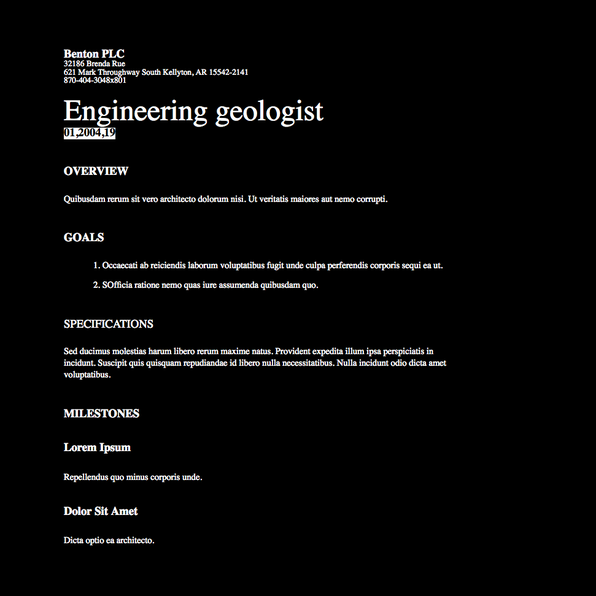 Benton PLC
32186 Brenda Rue
621 Mark Throughway South Kellyton, AR 15542-2141
870-404-3048x801
Engineering geologist
01,2004,19
OVERVIEW
Quibusdam rerum sit vero architecto dolorum nisi. Ut veritatis maiores aut nemo corrupti.
GOALS
1. Occaecati ab reiciendis laborum voluptatibus fugit unde culpa perferendis corporis sequi ea ut.
2. SOfficia ratione nemo quas iure assumenda quibusdam quo.
SPECIFICATIONS
Sed ducimus molestias harum libero rerum maxime natus. Provident expedita illum ipsa perspiciatis in
incidunt. Suscipit quis quisquam repudiandae id libero nulla necessitatibus. Nulla incidunt odio dicta amet
voluptatibus.
MILESTONES
Lorem Ipsum
Repellendus quo minus corporis unde.
Dolor Sit Amet
Dicta optio ea architecto.